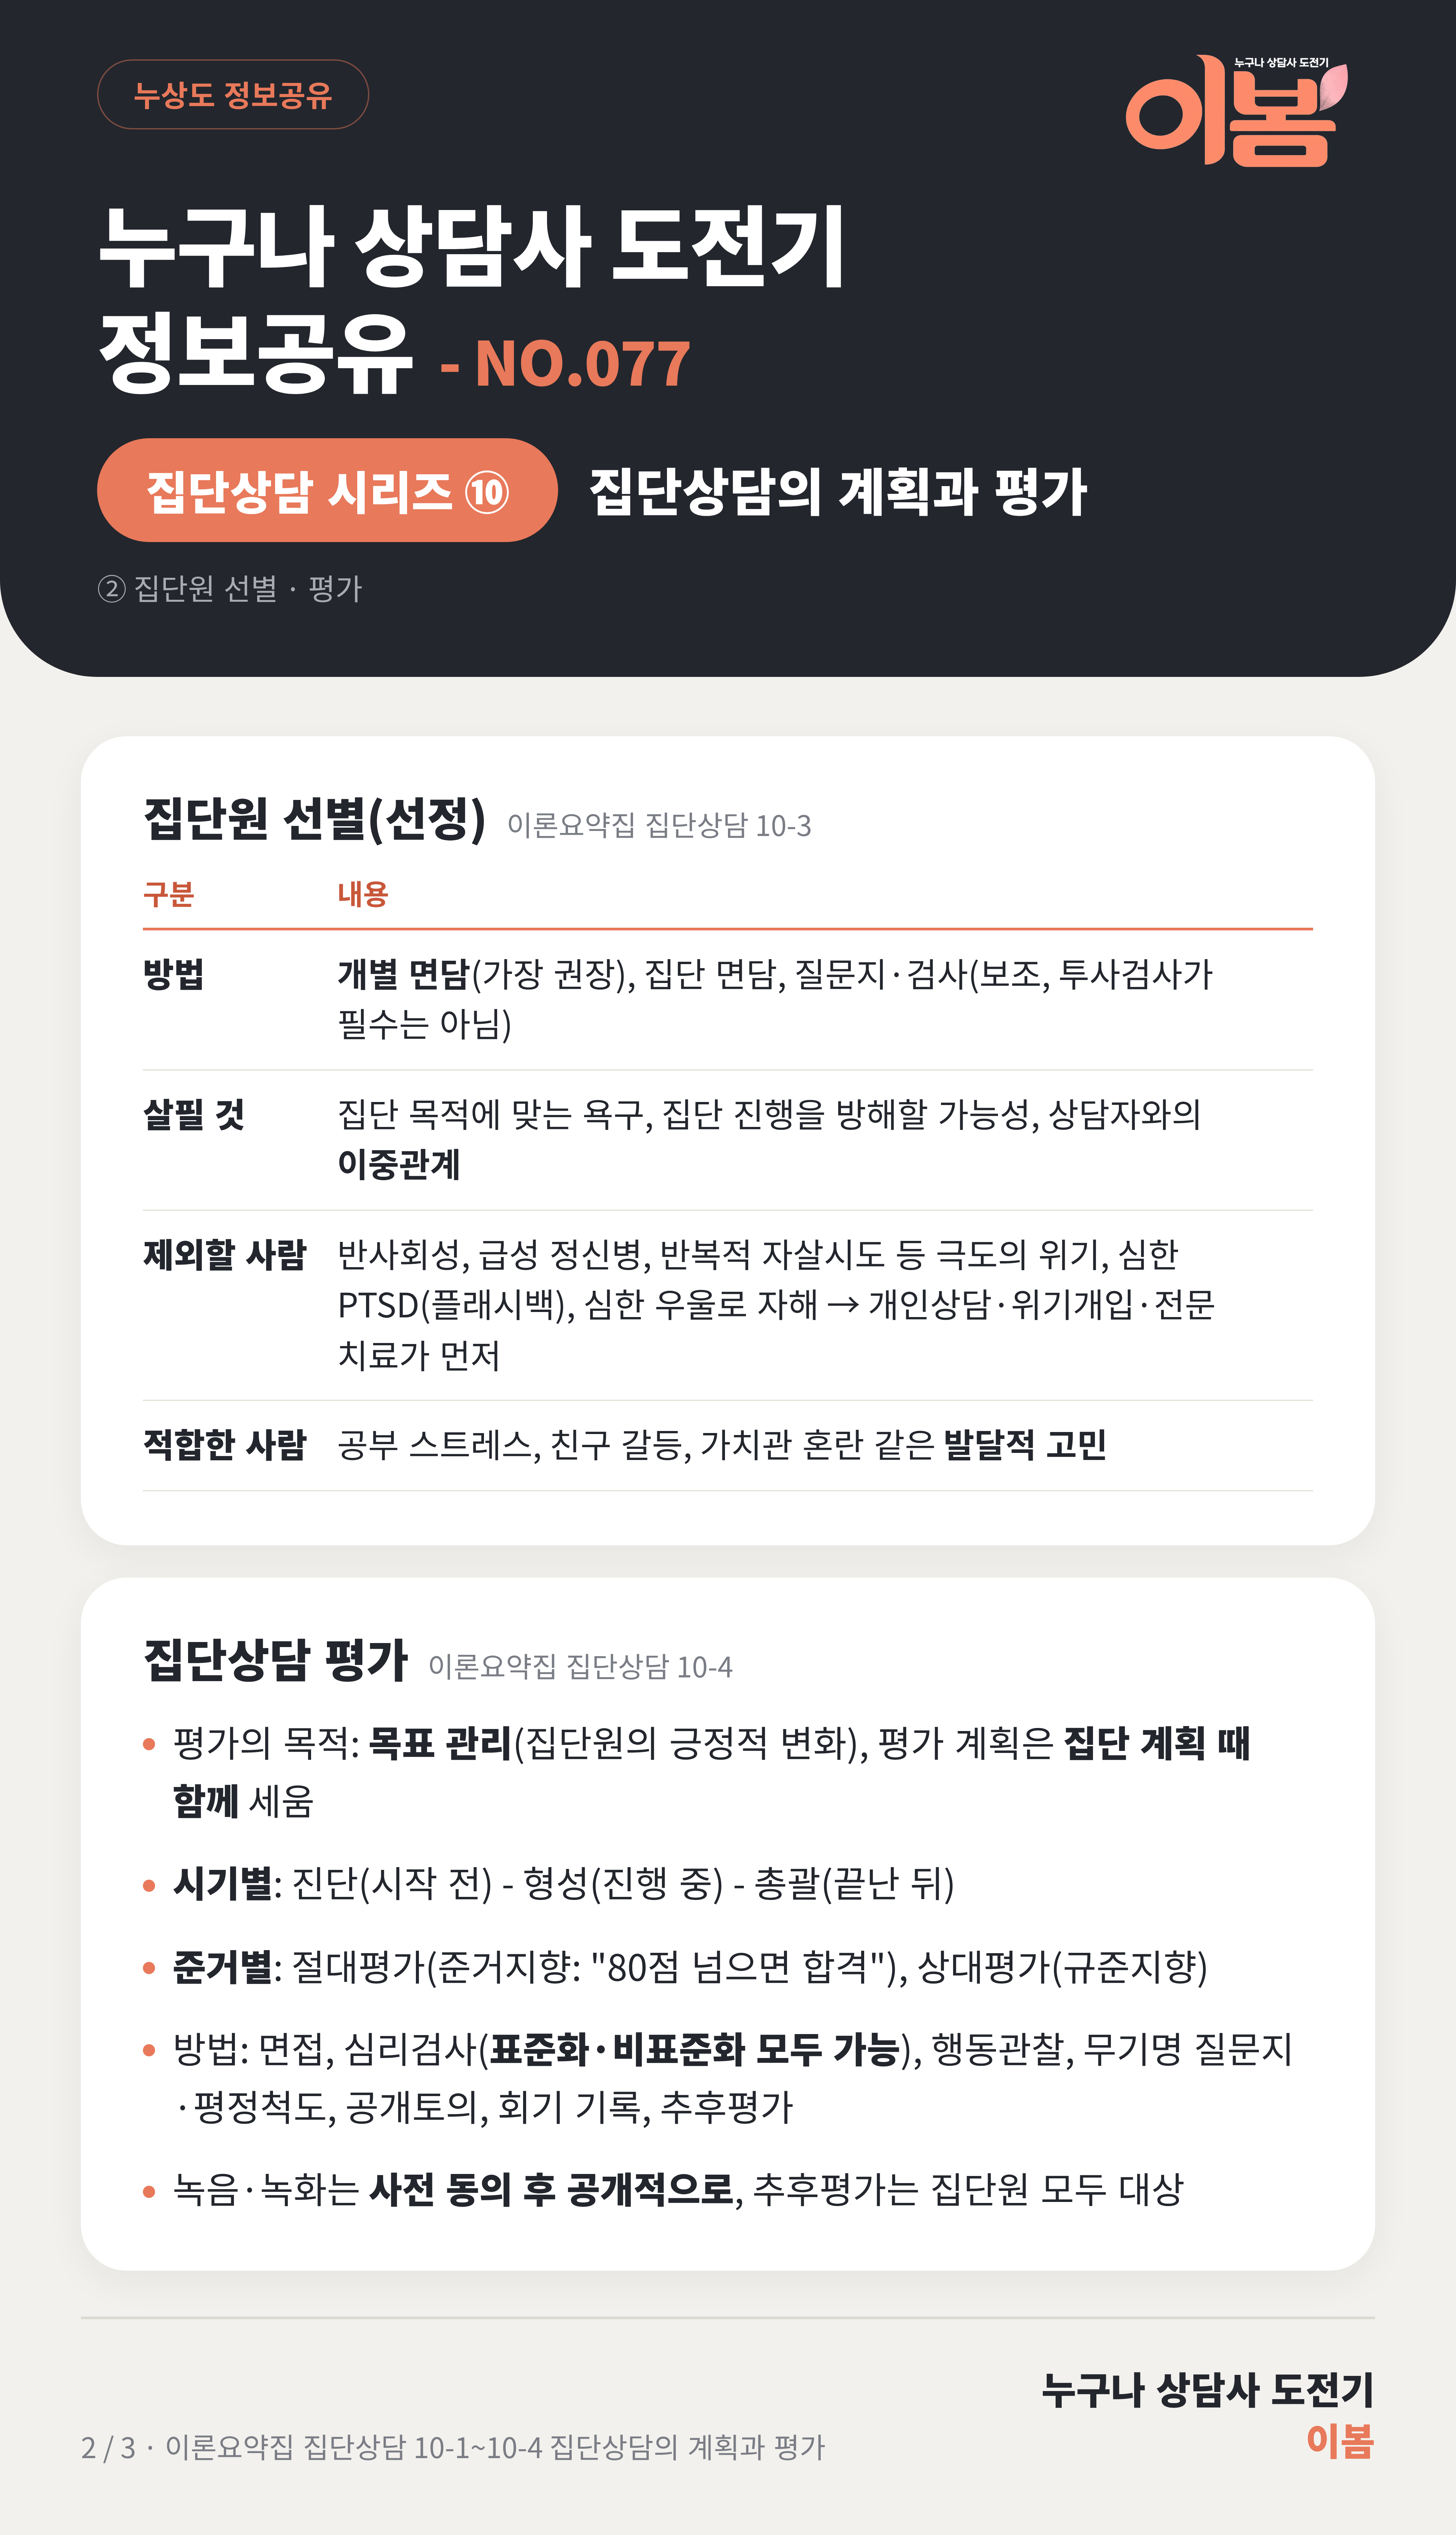 누상도 정보공유
누구나 상담사 도전기
이봄
누구나 상담사 도전기
정보공유 - NO.077
집단상담 시리즈 ⑩ 집단상담의 계획과 평가
② 집단원 선별 · 평가
집단원 선별(선정) 이론요약집 집단상담 10-3
구분 내용
방법 개별 면담(가장 권장), 집단 면담, 질문지·검사(보조, 투사검사가
필수는 아님)
살필 것 집단 목적에 맞는 욕구, 집단 진행을 방해할 가능성, 상담자와의
이중관계
제외할 사람 반사회성, 급성 정신병, 반복적 자살시도 등 극도의 위기, 심한
PTSD(플래시백), 심한 우울로 자해 → 개인상담·위기개입·전문
치료가 먼저
적합한 사람 공부 스트레스, 친구 갈등, 가치관 혼란 같은 발달적 고민
집단상담 평가 이론요약집 집단상담 10-4
• 평가의 목적: 목표 관리(집단원의 긍정적 변화), 평가 계획은 집단 계획 때
함께 세움
• 시기별: 진단(시작 전) - 형성(진행 중) - 총괄(끝난 뒤)
• 준거별: 절대평가(준거지향: "80점 넘으면 합격"), 상대평가(규준지향)
• 방법: 면접, 심리검사(표준화·비표준화 모두 가능), 행동관찰, 무기명 질문지
·평정척도, 공개토의, 회기 기록, 추후평가
• 녹음·녹화는 사전 동의 후 공개적으로, 추후평가는 집단원 모두 대상
누구나 상담사 도전기
이봄
2 / 3 · 이론요약집 집단상담 10-1~10-4 집단상담의 계획과 평가